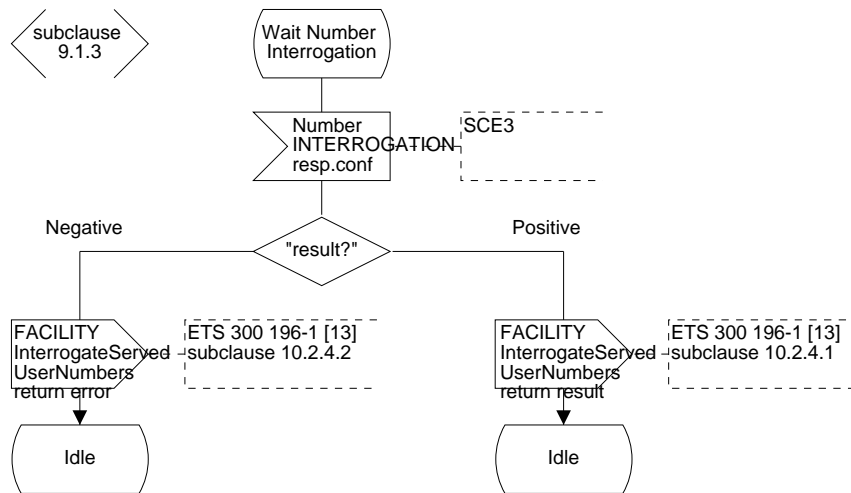 subclause
9.1.3
Wait Number
Interrogation
Number
INTERROGATION
resp.conf
SCE3
Negative
"result?"
Positive
FACILITY
InterrogateServed
UserNumbers
return error
ETS 300 196-1 [13]
subclause 10.2.4.2
FACILITY
InterrogateServed
UserNumbers
return result
ETS 300 196-1 [13]
subclause 10.2.4.1
Idle
Idle